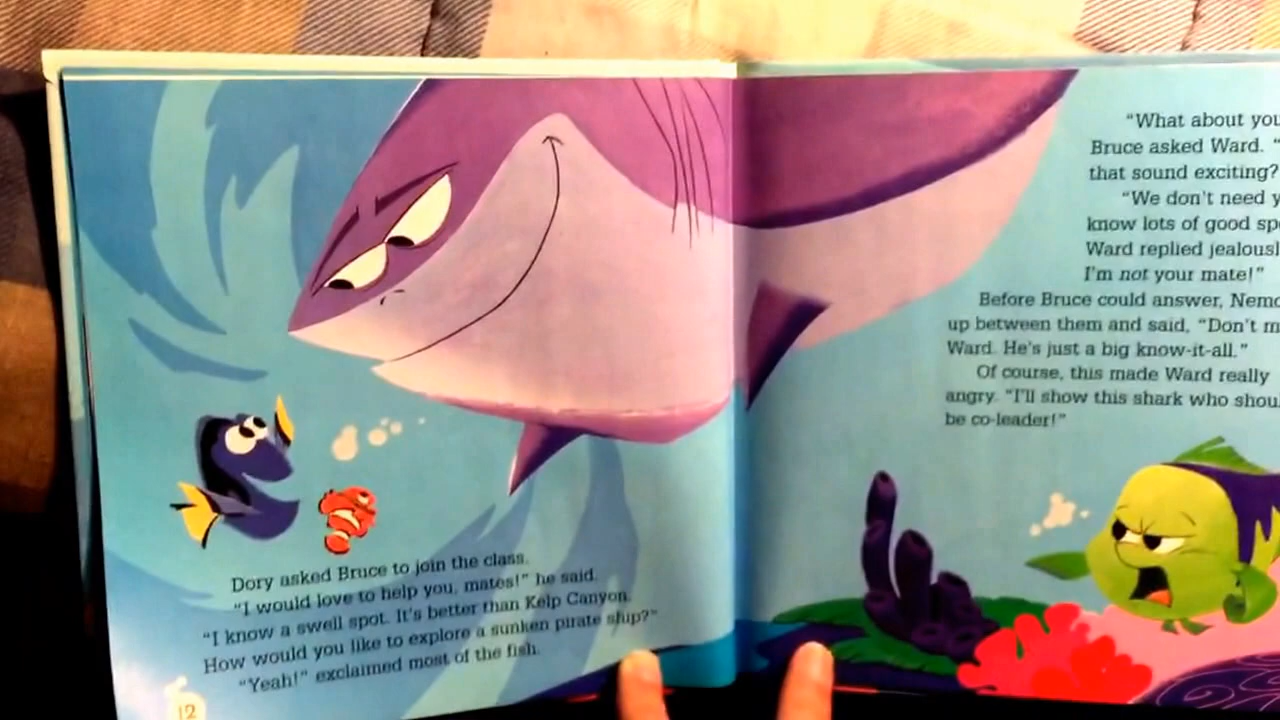 Dory asked Bruce to join the class.
"I would love to help you, mates!" he said.
"I know a swell spot. It's better than Kelp Canyon.
How would you like to explore a sunken pirate ship?"
"Yeah!" exclaimed most of the fish.
12
"What about you
Bruce asked Ward. "
that sound exciting?
"We don't need y
know lots of good spo
Ward replied jealousl
I'm not your mate!"
Before Bruce could answer, Nemo
up between them and said, "Don't m
Ward. He's just a big know-it-all."
Of course, this made Ward really
angry. "I'll show this shark who shou
be co-leader!"